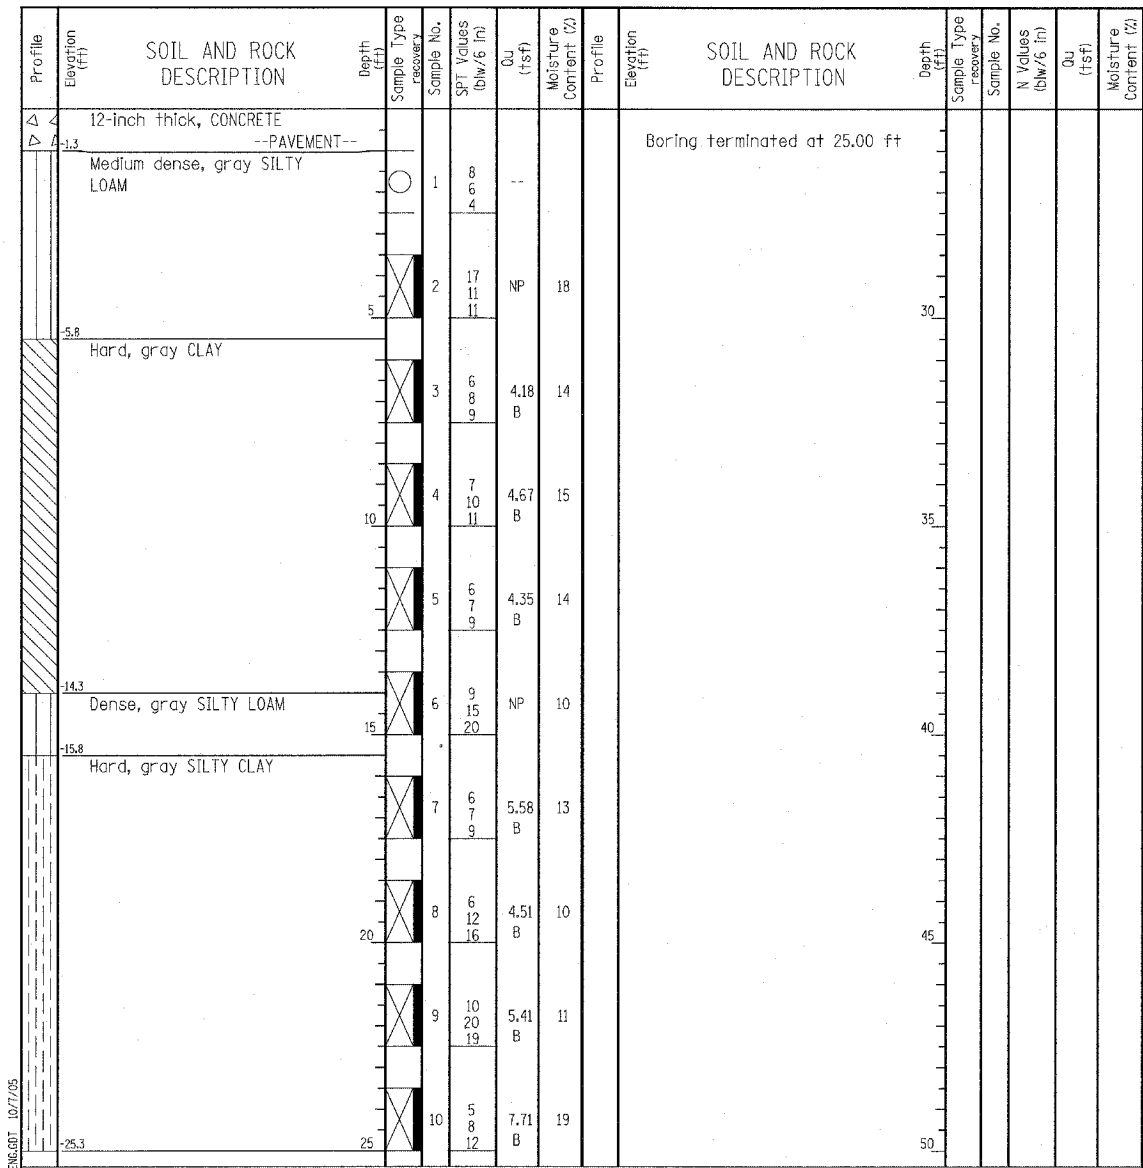 Profile
Elevation (ft)
SOIL AND ROCK DESCRIPTION
Depth (ft)
Sample Type recovery
Sample No.
SPT Values (blw/6 in)
Qu (tsf)
Moisture Content (%)
Profile
Elevation (ft)
SOIL AND ROCK DESCRIPTION
Depth (ft)
Sample Type recovery
Sample No.
N Values (blw/6 in)
Qu (tsf)
Moisture Content (%)
12-inch thick, CONCRETE
-1.3 --PAVEMENT--
Boring terminated at 25.00 ft
Medium dense, gray SILTY
LOAM
1 8 6 4 --
2 17 11 11 NP 18
5 30
-5.8
Hard, gray CLAY
3 6 8 9 4.18 B 14
4 7 10 11 4.67 B 15
10 35
5 6 7 9 4.35 B 14
-14.3
Dense, gray SILTY LOAM
6 9 15 20 NP 10
15 40
-15.8
Hard, gray SILTY CLAY
7 6 7 9 5.58 B 13
8 6 12 16 4.51 B 10
20 45
9 10 20 19 5.41 B 11
10 5 8 12 7.71 B 19
-25.3 25 50
ENG.GDT 10/7/05